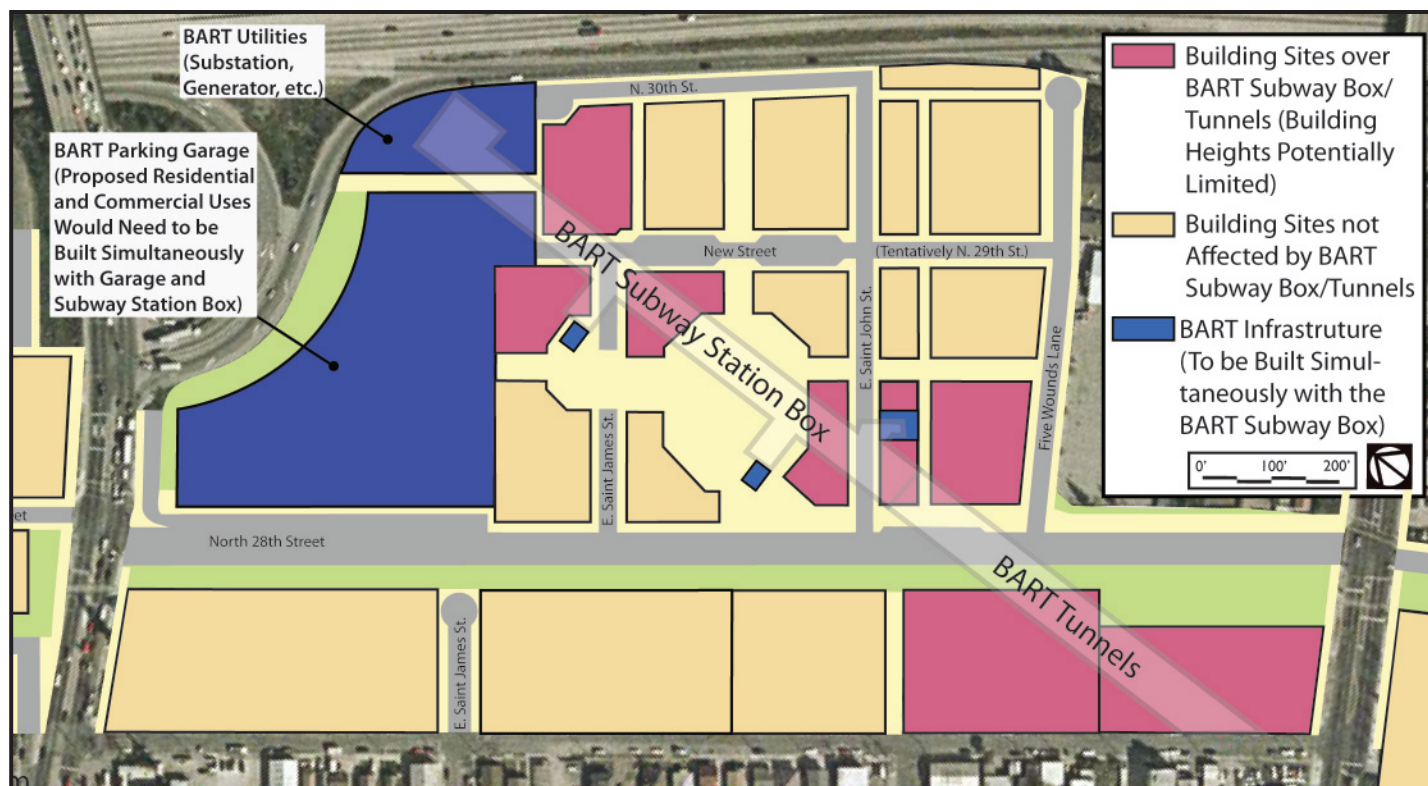 BART Utilities
(Substation,
Generator, etc.)
BART Parking Garage
(Proposed Residential
and Commercial Uses
Would Need to be
Built Simultaneously
with Garage and
Subway Station Box)
N. 30th St.
New Street
(Tentatively N. 29th St.)
BART Subway Station Box
E. Saint John St.
Five Wounds Lane
E. Saint James St.
North 28th Street
BART Tunnels
E. Saint James St.
et
m
Building Sites over
BART Subway Box/
Tunnels (Building
Heights Potentially
Limited)
Building Sites not
Affected by BART
Subway Box/Tunnels
BART Infrastruture
(To be Built Simul-
taneously with the
BART Subway Box)
0' 100' 200'